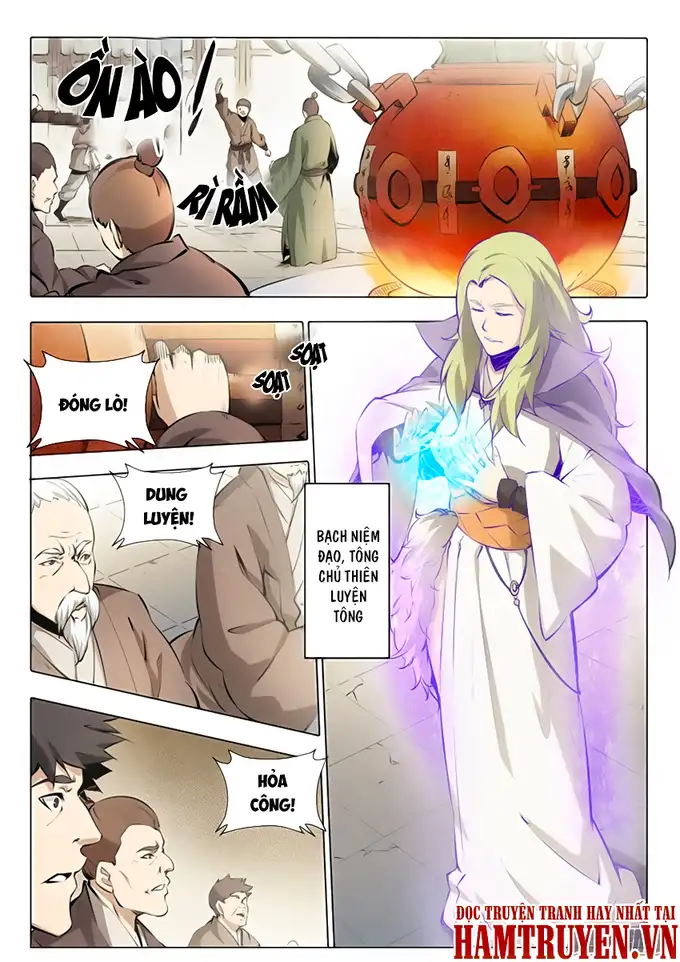 ỒN ÀO!
RÌ RẦM
ĐÓNG LÒ!
SOẠT
SOẠT
DUNG
LUYỆN!
BẠCH NIỆM
ĐẠO, TÔNG
CHỦ THIÊN
LUYỆN
TÔNG
HỎA
CÔNG!
ĐỌC TRUYỆN TRANH HAY NHẤT TẠI
HAMTRUYEN.VN